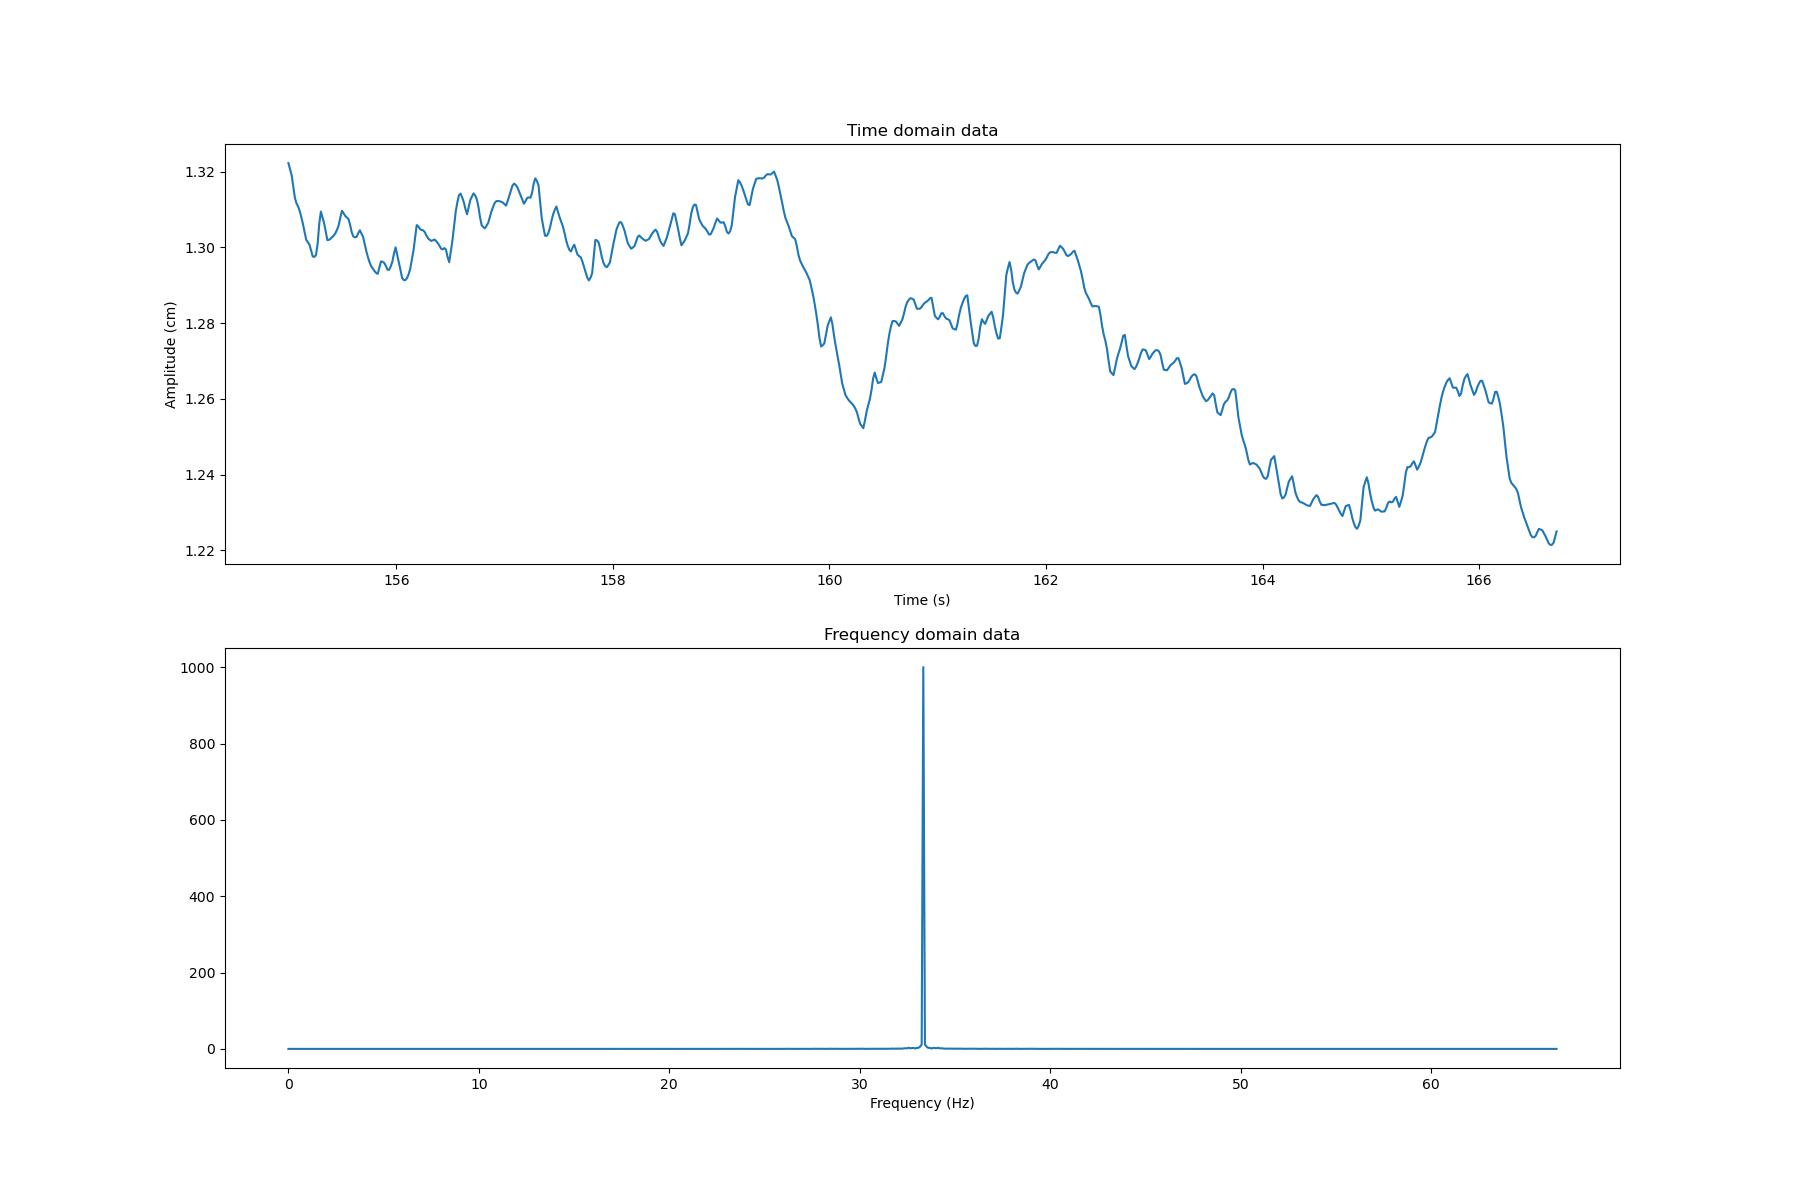 Time domain data
Amplitude (cm)
1.32
1.30
1.28
1.26
1.24
1.22
156 158 160 162 164 166
Time (s)
Frequency domain data
1000
800
600
400
200
0
0 10 20 30 40 50 60
Frequency (Hz)